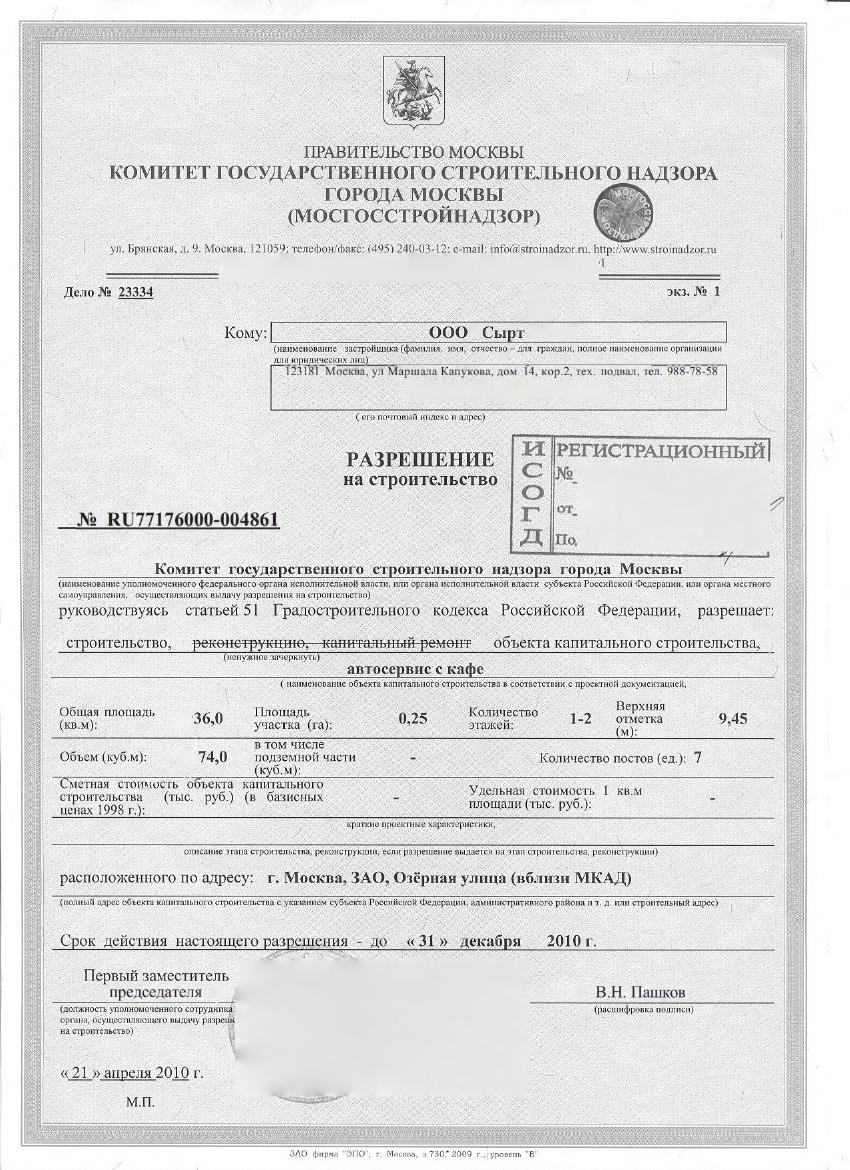 ПРАВИТЕЛЬСТВО МОСКВЫ
КОМИТЕТ ГОСУДАРСТВЕННОГО СТРОИТЕЛЬНОГО НАДЗОРА
ГОРОДА МОСКВЫ
(МОСГОССТРОЙНАДЗОР)
ул. Брянская, д. 9. Москва, 121059; телефон/факс: (495) 240-03-12; e-mail: info@stroinadzor.ru. http://www.stroinadzor.ru
Дело № 23334
экз. № 1
Кому: ООО Сырт
(наименование застройщика (фамилия, имя, отчество – для граждан, полное наименование организации
для юридических лиц)
123181 Москва, ул Маршала Капукова, дом 14, кор.2, тех. подвал, тел. 988-78-58
( его почтовый индекс и адрес)
РАЗРЕШЕНИЕ
на строительство
ИСОГД
РЕГИСТРАЦИОННЫЙ
№
от
По
№ RU77176000-004861
Комитет государственного строительного надзора города Москвы
(наименование уполномоченного федерального органа исполнительной власти, или органа исполнительной власти субъекта Российской Федерации, или органа местного
самоуправления, осуществляющих выдачу разрешения на строительство)
руководствуясь статьей 51 Градостроительного кодекса Российской Федерации, разрешает:
строительство, реконструкцию, капитальный ремонт объекта капитального строительства,
(ненужное зачеркнуть)
автосервис с кафе
( наименование объекта капитального строительства в соответствии с проектной документацией,
Общая площадь (кв.м): 36,0 Площадь участка (га): 0,25 Количество этажей: 1-2 Верхняя отметка (м): 9,45
Объем (куб.м): 74,0 в том числе подземной части (куб.м): - Количество постов (ед.): 7
Сметная стоимость объекта капитального
строительства (тыс. руб.) (в базисных
ценах 1998 г.): -
Удельная стоимость 1 кв.м
площади (тыс. руб.): -
краткие проектные характеристики,
описание этапа строительства, реконструкции, если разрешение выдается на этап строительства, реконструкции)
расположенного по адресу: г. Москва, ЗАО, Озёрная улица (вблизи МКАД)
(полный адрес объекта капитального строительства с указанием субъекта Российской Федерации, административного района и т. д. или строительный адрес)
Срок действия настоящего разрешения - до « 31 » декабря 2010 г.
Первый заместитель
председателя
В.Н. Пашков
(должность уполномоченного сотрудника
органа, осуществляющего выдачу
на строительство)
(расшифровка подписи)
« 21 » апреля 2010 г.
М.П.
ЗАО фирма "ЭПО", г. Москва, з.730, 2009 г., уровень "В"